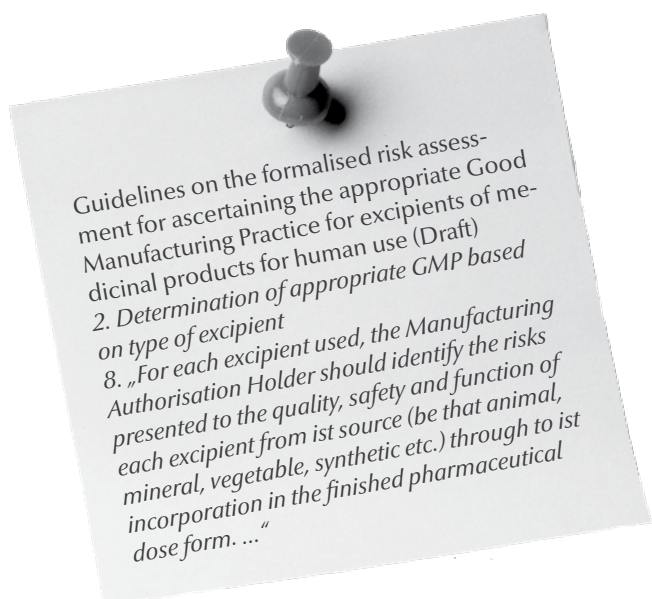 Guidelines on the formalised risk assess-
ment for ascertaining the appropriate Good
Manufacturing Practice for excipients of me-
dicinal products for human use (Draft)
2. Determination of appropriate GMP based
on type of excipient
8. „For each excipient used, the Manufacturing
Authorisation Holder should identify the risks
presented to the quality, safety and function of
each excipient from ist source (be that animal,
mineral, vegetable, synthetic etc.) through to ist
incorporation in the finished pharmaceutical
dose form. ...“